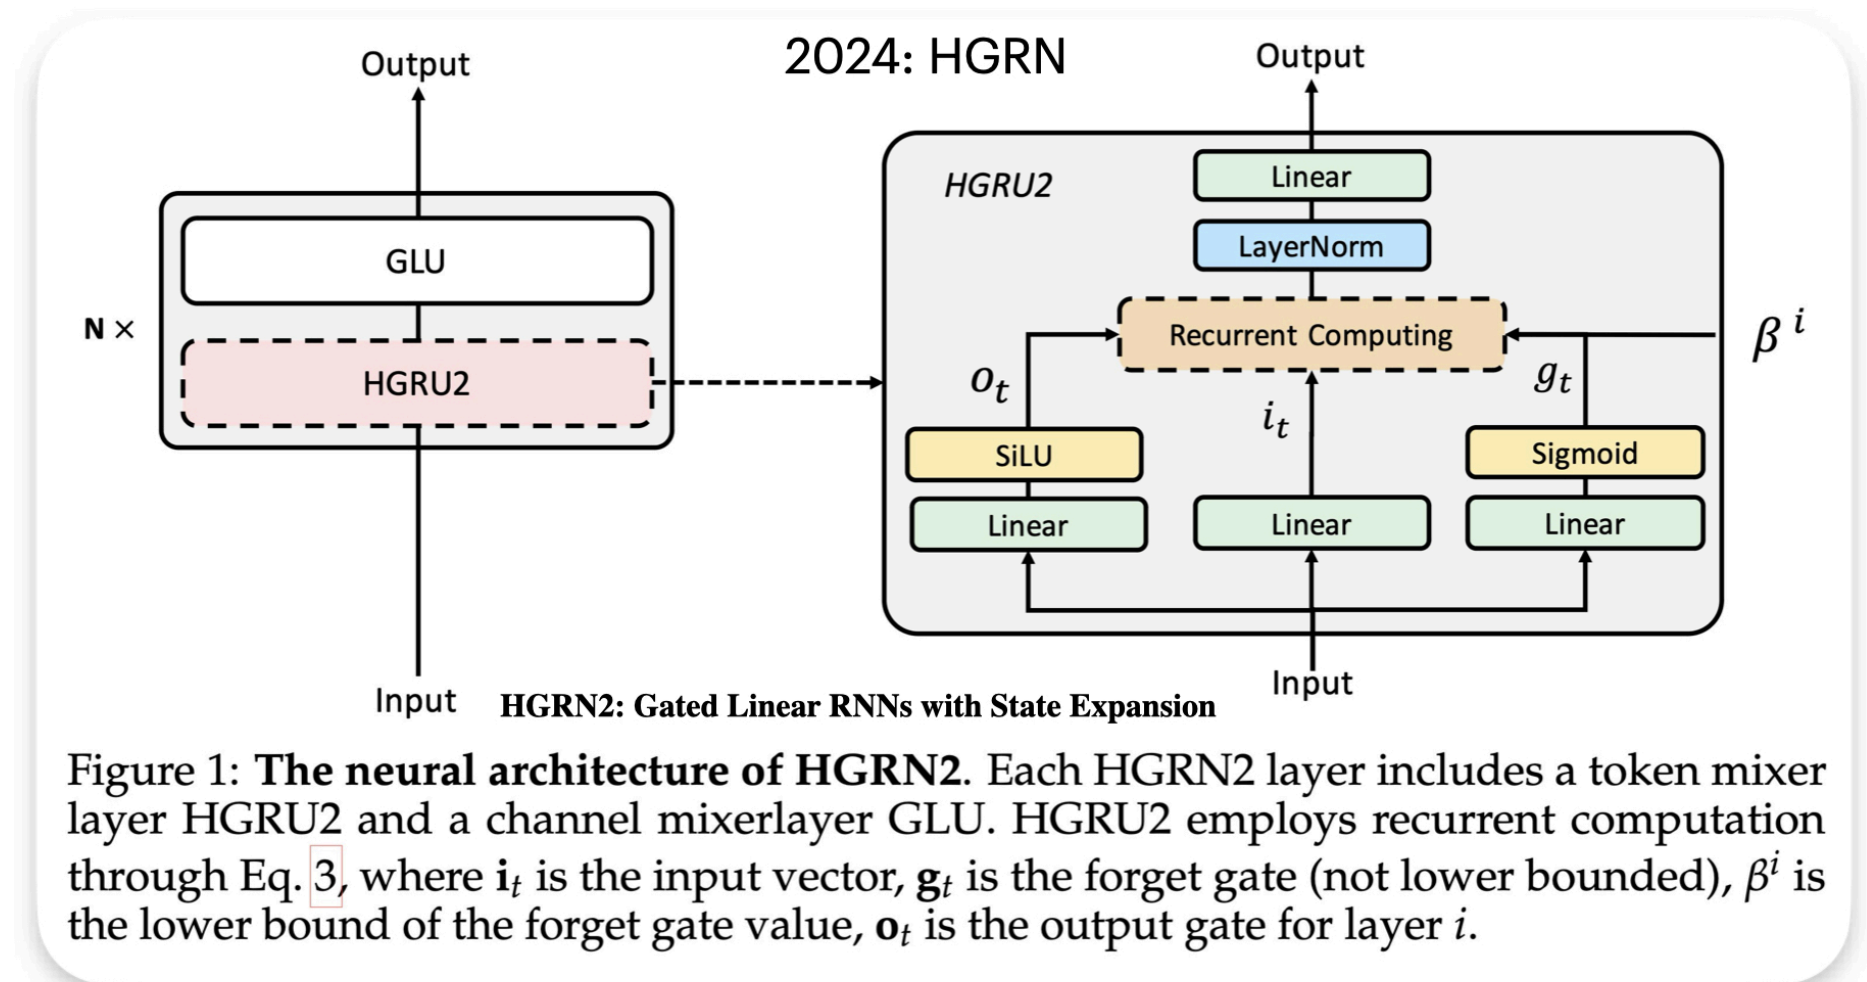 2024: HGRN
Output
GLU
N ×
HGRU2
Input
Output
HGRU2
Linear
LayerNorm
Recurrent Computing
β^i
o_t
i_t
g_t
SiLU
Sigmoid
Linear
Linear
Linear
Input
HGRN2: Gated Linear RNNs with State Expansion
Figure 1: The neural architecture of HGRN2. Each HGRN2 layer includes a token mixer
layer HGRU2 and a channel mixerlayer GLU. HGRU2 employs recurrent computation
through Eq. 3, where i_t is the input vector, g_t is the forget gate (not lower bounded), β^i is
the lower bound of the forget gate value, o_t is the output gate for layer i.